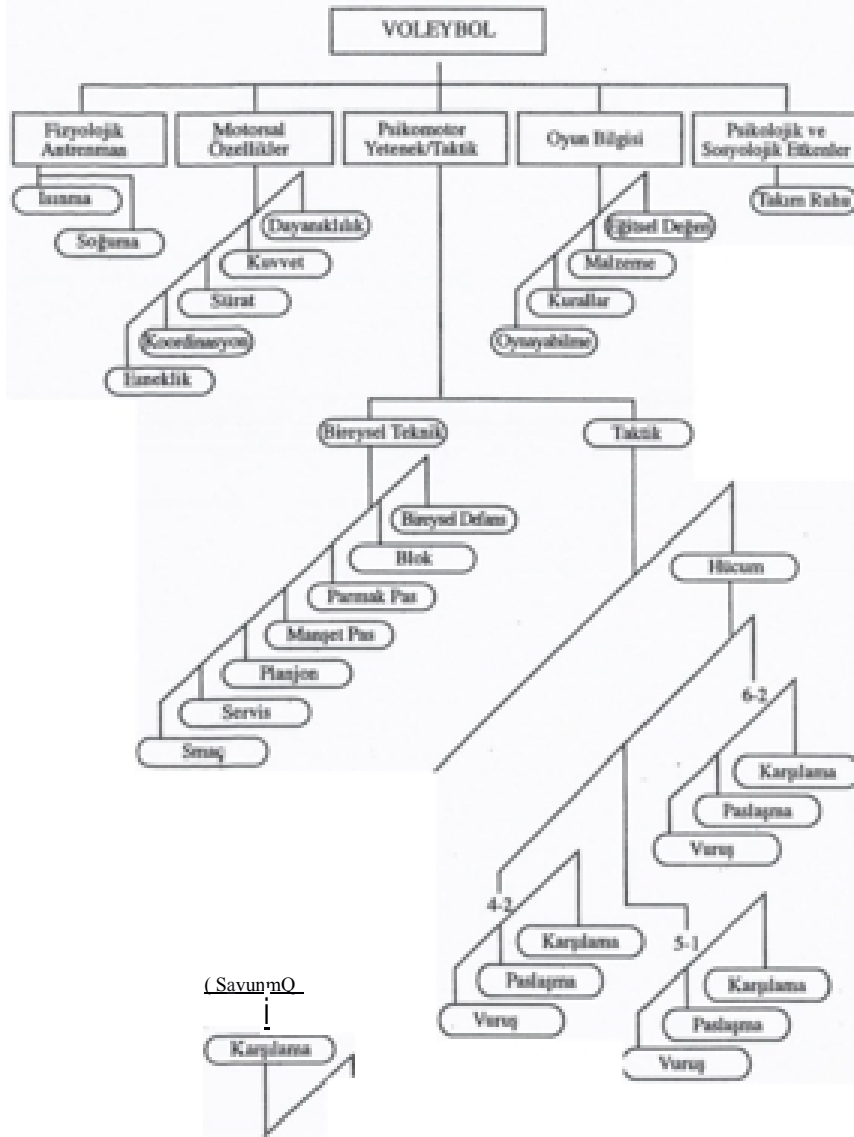 VOLEYBOL
Fizyolojik
Antrenman
Motorsal
Özellikler
Psikomotor
Yetenek/Taktik
Oyun Bilgisi
Psikolojik ve
Sosyolojik Etkenler
Isınma
Soğuma
Dayanıklılık
Kuvvet
Sürat
Koordinasyon
Esneklik
Eğitsel Değeri
Malzeme
Kurallar
Oynayabilme
Takım Ruhu
Bireysel Teknik
Taktik
Bireysel Defans
Blok
Parmak Pas
Manşet Pas
Planjon
Servis
Smaç
Hücum
6-2
Karşılama
Paslaşma
Vuruş
4-2
Karşılama
Paslaşma
Vuruş
5-1
Karşılama
Paslaşma
Vuruş
( SavunmQ
Karşılama